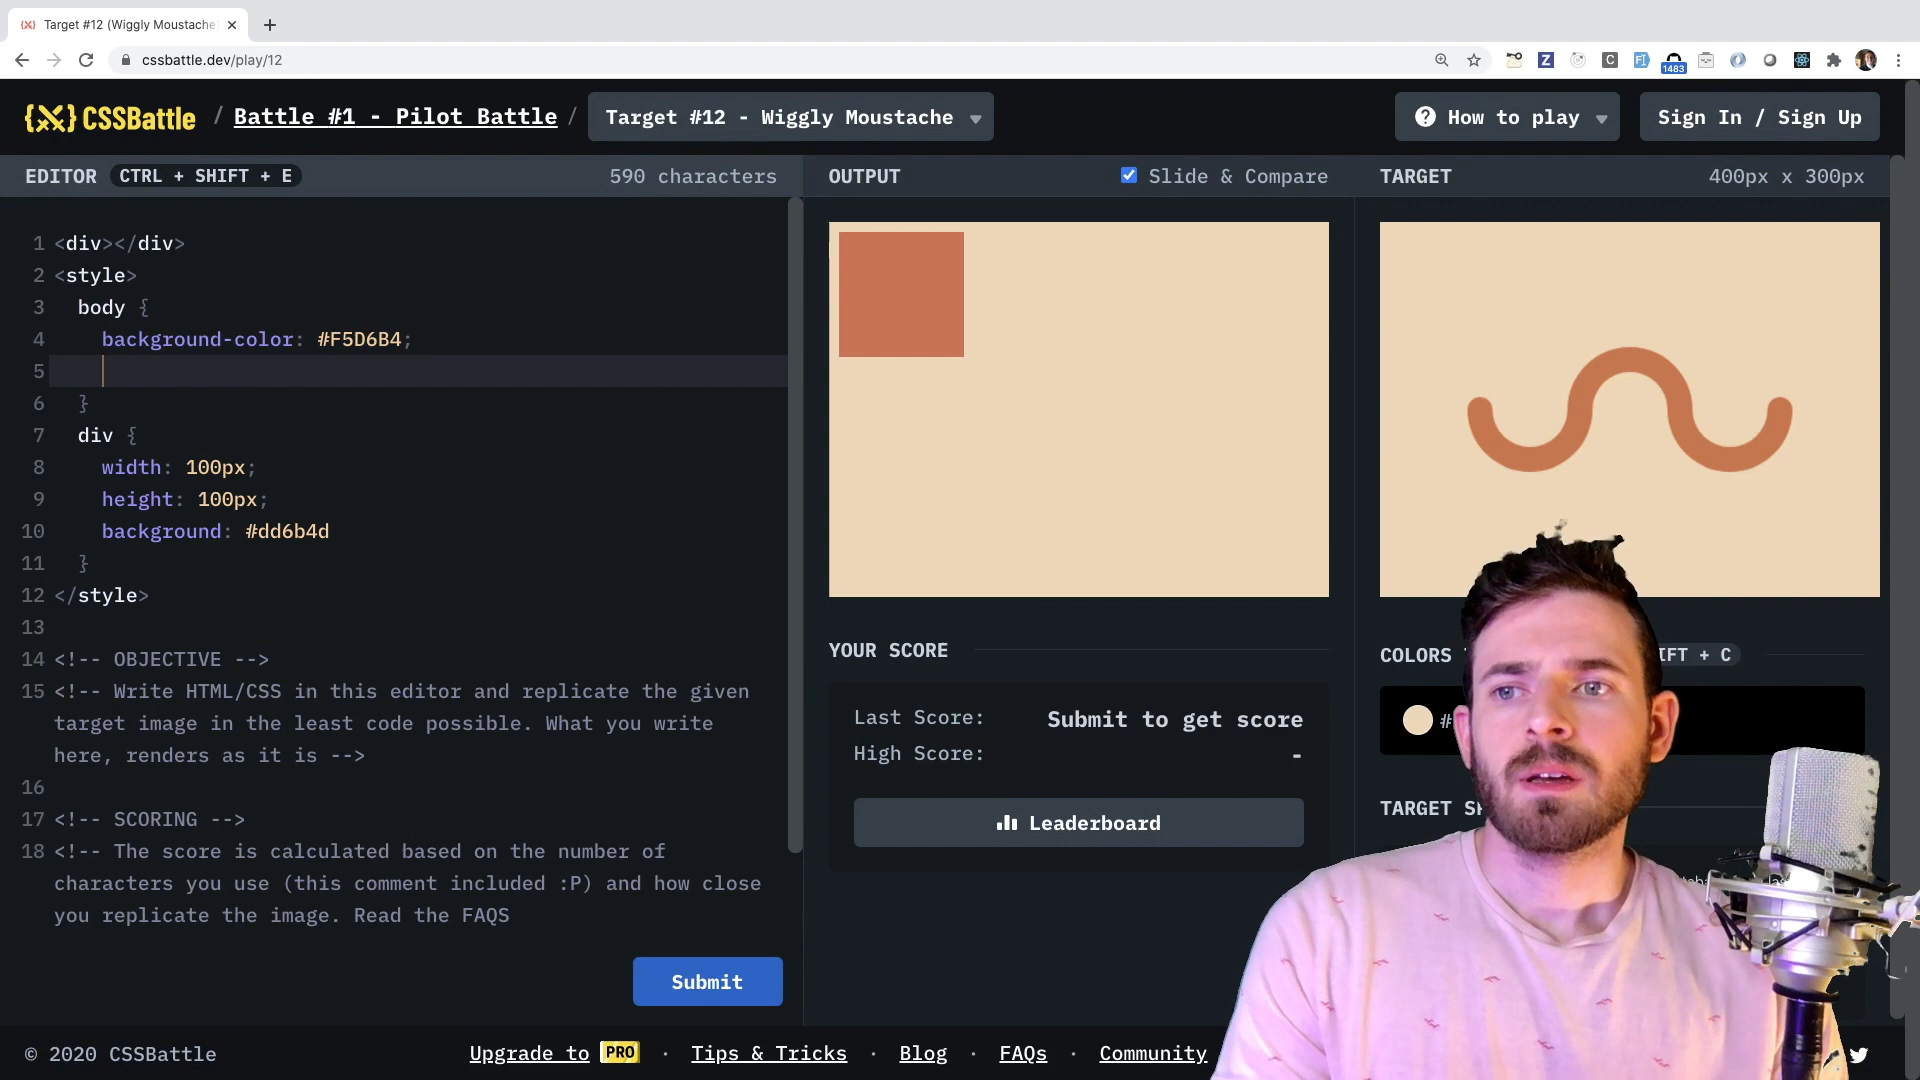 Target #12 (Wiggly Moustache
cssbattle.dev/play/12
Z
C
1483
{X} CSSBattle / Battle #1 - Pilot Battle / Target #12 - Wiggly Moustache
How to play
Sign In / Sign Up
EDITOR CTRL + SHIFT + E 590 characters
OUTPUT Slide & Compare
TARGET 400px x 300px
1 <div></div>
2 <style>
3 body {
4 background-color: #F5D6B4;
5
6 }
7 div {
8 width: 100px;
9 height: 100px;
10 background: #dd6b4d
11 }
12 </style>
13
14 <!-- OBJECTIVE -->
15 <!-- Write HTML/CSS in this editor and replicate the given
target image in the least code possible. What you write
here, renders as it is -->
16
17 <!-- SCORING -->
18 <!-- The score is calculated based on the number of
characters you use (this comment included :P) and how close
you replicate the image. Read the FAQS
Submit
YOUR SCORE
Last Score: Submit to get score
High Score: -
Leaderboard
COLORS
IFT + C
#
TARGET
© 2020 CSSBattle
Upgrade to PRO · Tips & Tricks · Blog · FAQs · Community